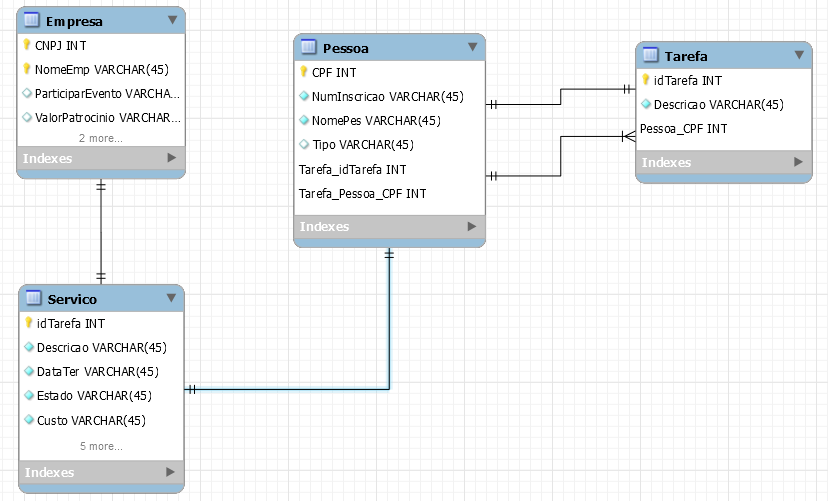 Empresa
CNPJ INT
NomeEmp VARCHAR(45)
ParticiparEvento VARCHA...
ValorPatrocinio VARCHAR...
2 more...
Indexes
Pessoa
CPF INT
NumInscricao VARCHAR(45)
NomePes VARCHAR(45)
Tipo VARCHAR(45)
Tarefa_idTarefa INT
Tarefa_Pessoa_CPF INT
Indexes
Tarefa
idTarefa INT
Descricao VARCHAR(45)
Pessoa_CPF INT
Indexes
Servico
idTarefa INT
Descricao VARCHAR(45)
DataTer VARCHAR(45)
Estado VARCHAR(45)
Custo VARCHAR(45)
5 more...
Indexes